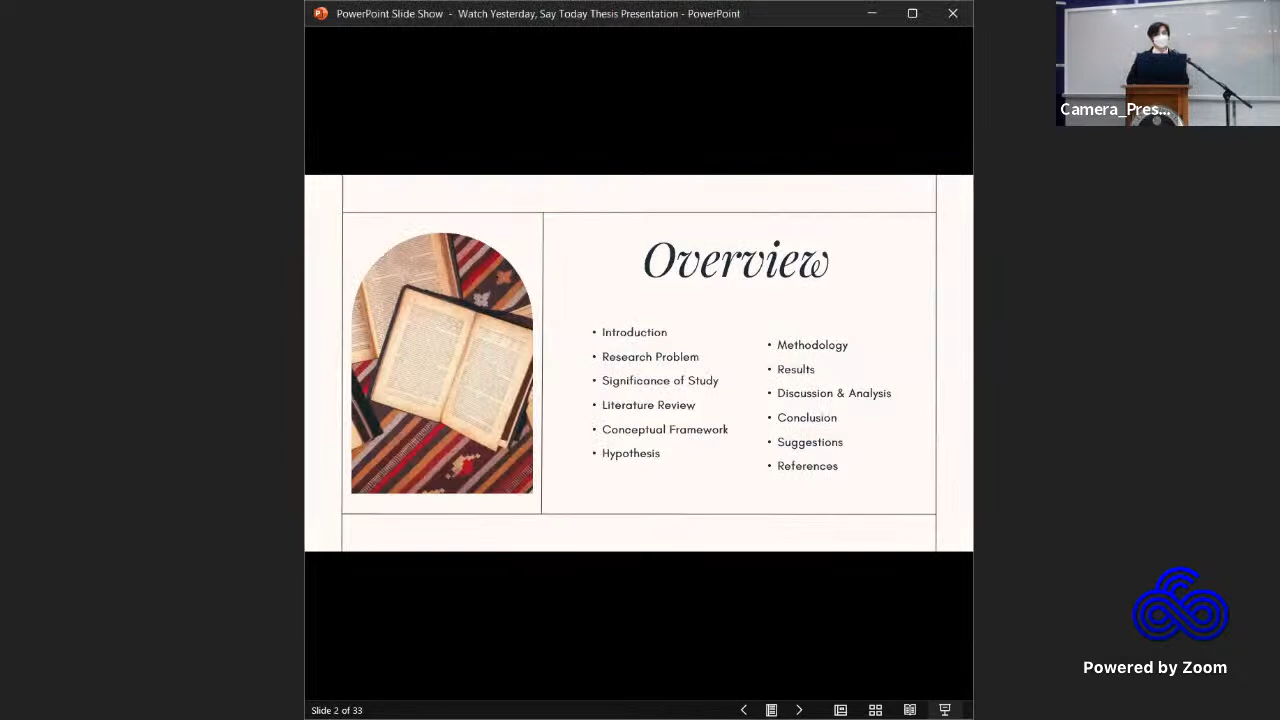 PowerPoint Slide Show - Watch Yesterday, Say Today Thesis Presentation - PowerPoint
Camera_Pres...
Overview
• Introduction
• Research Problem
• Significance of Study
• Literature Review
• Conceptual Framework
• Hypothesis
• Methodology
• Results
• Discussion & Analysis
• Conclusion
• Suggestions
• References
Powered by Zoom
Slide 2 of 33